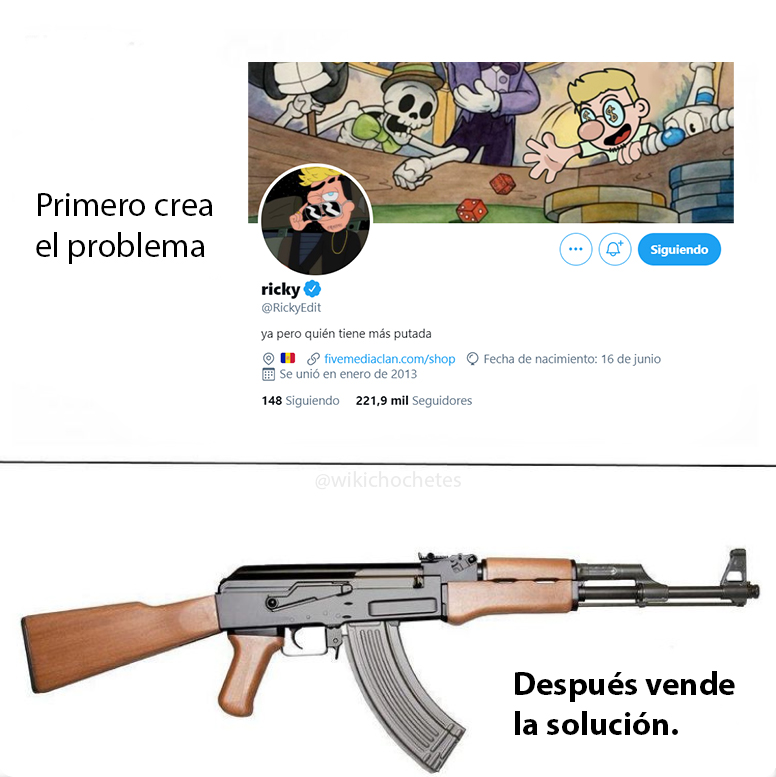 Primero crea
el problema
Siguiendo
ricky
@RickyEdit
ya pero quién tiene más putada
fivemediaclan.com/shop Fecha de nacimiento: 16 de junio
Se unió en enero de 2013
148 Siguiendo 221,9 mil Seguidores
@wikichochetes
Después vende
la solución.